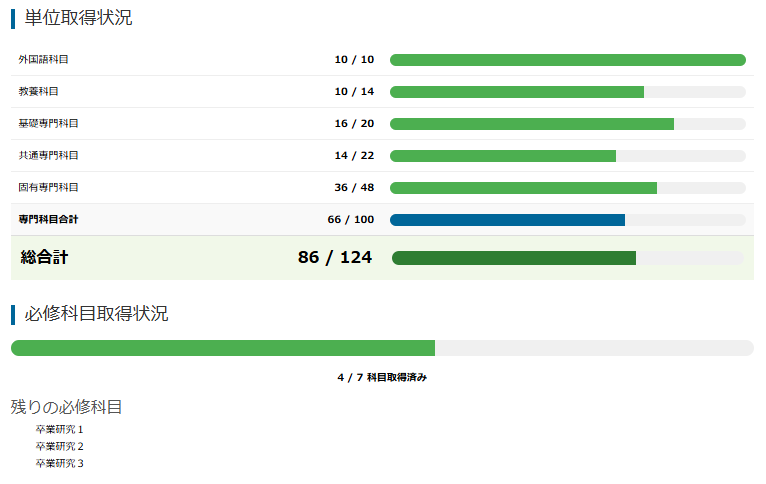 単位取得状況
外国語科目 10 / 10
教養科目 10 / 14
基礎専門科目 16 / 20
共通専門科目 14 / 22
固有専門科目 36 / 48
専門科目合計 66 / 100
総合計 86 / 124
必修科目取得状況
4 / 7 科目取得済み
残りの必修科目
卒業研究１
卒業研究２
卒業研究３